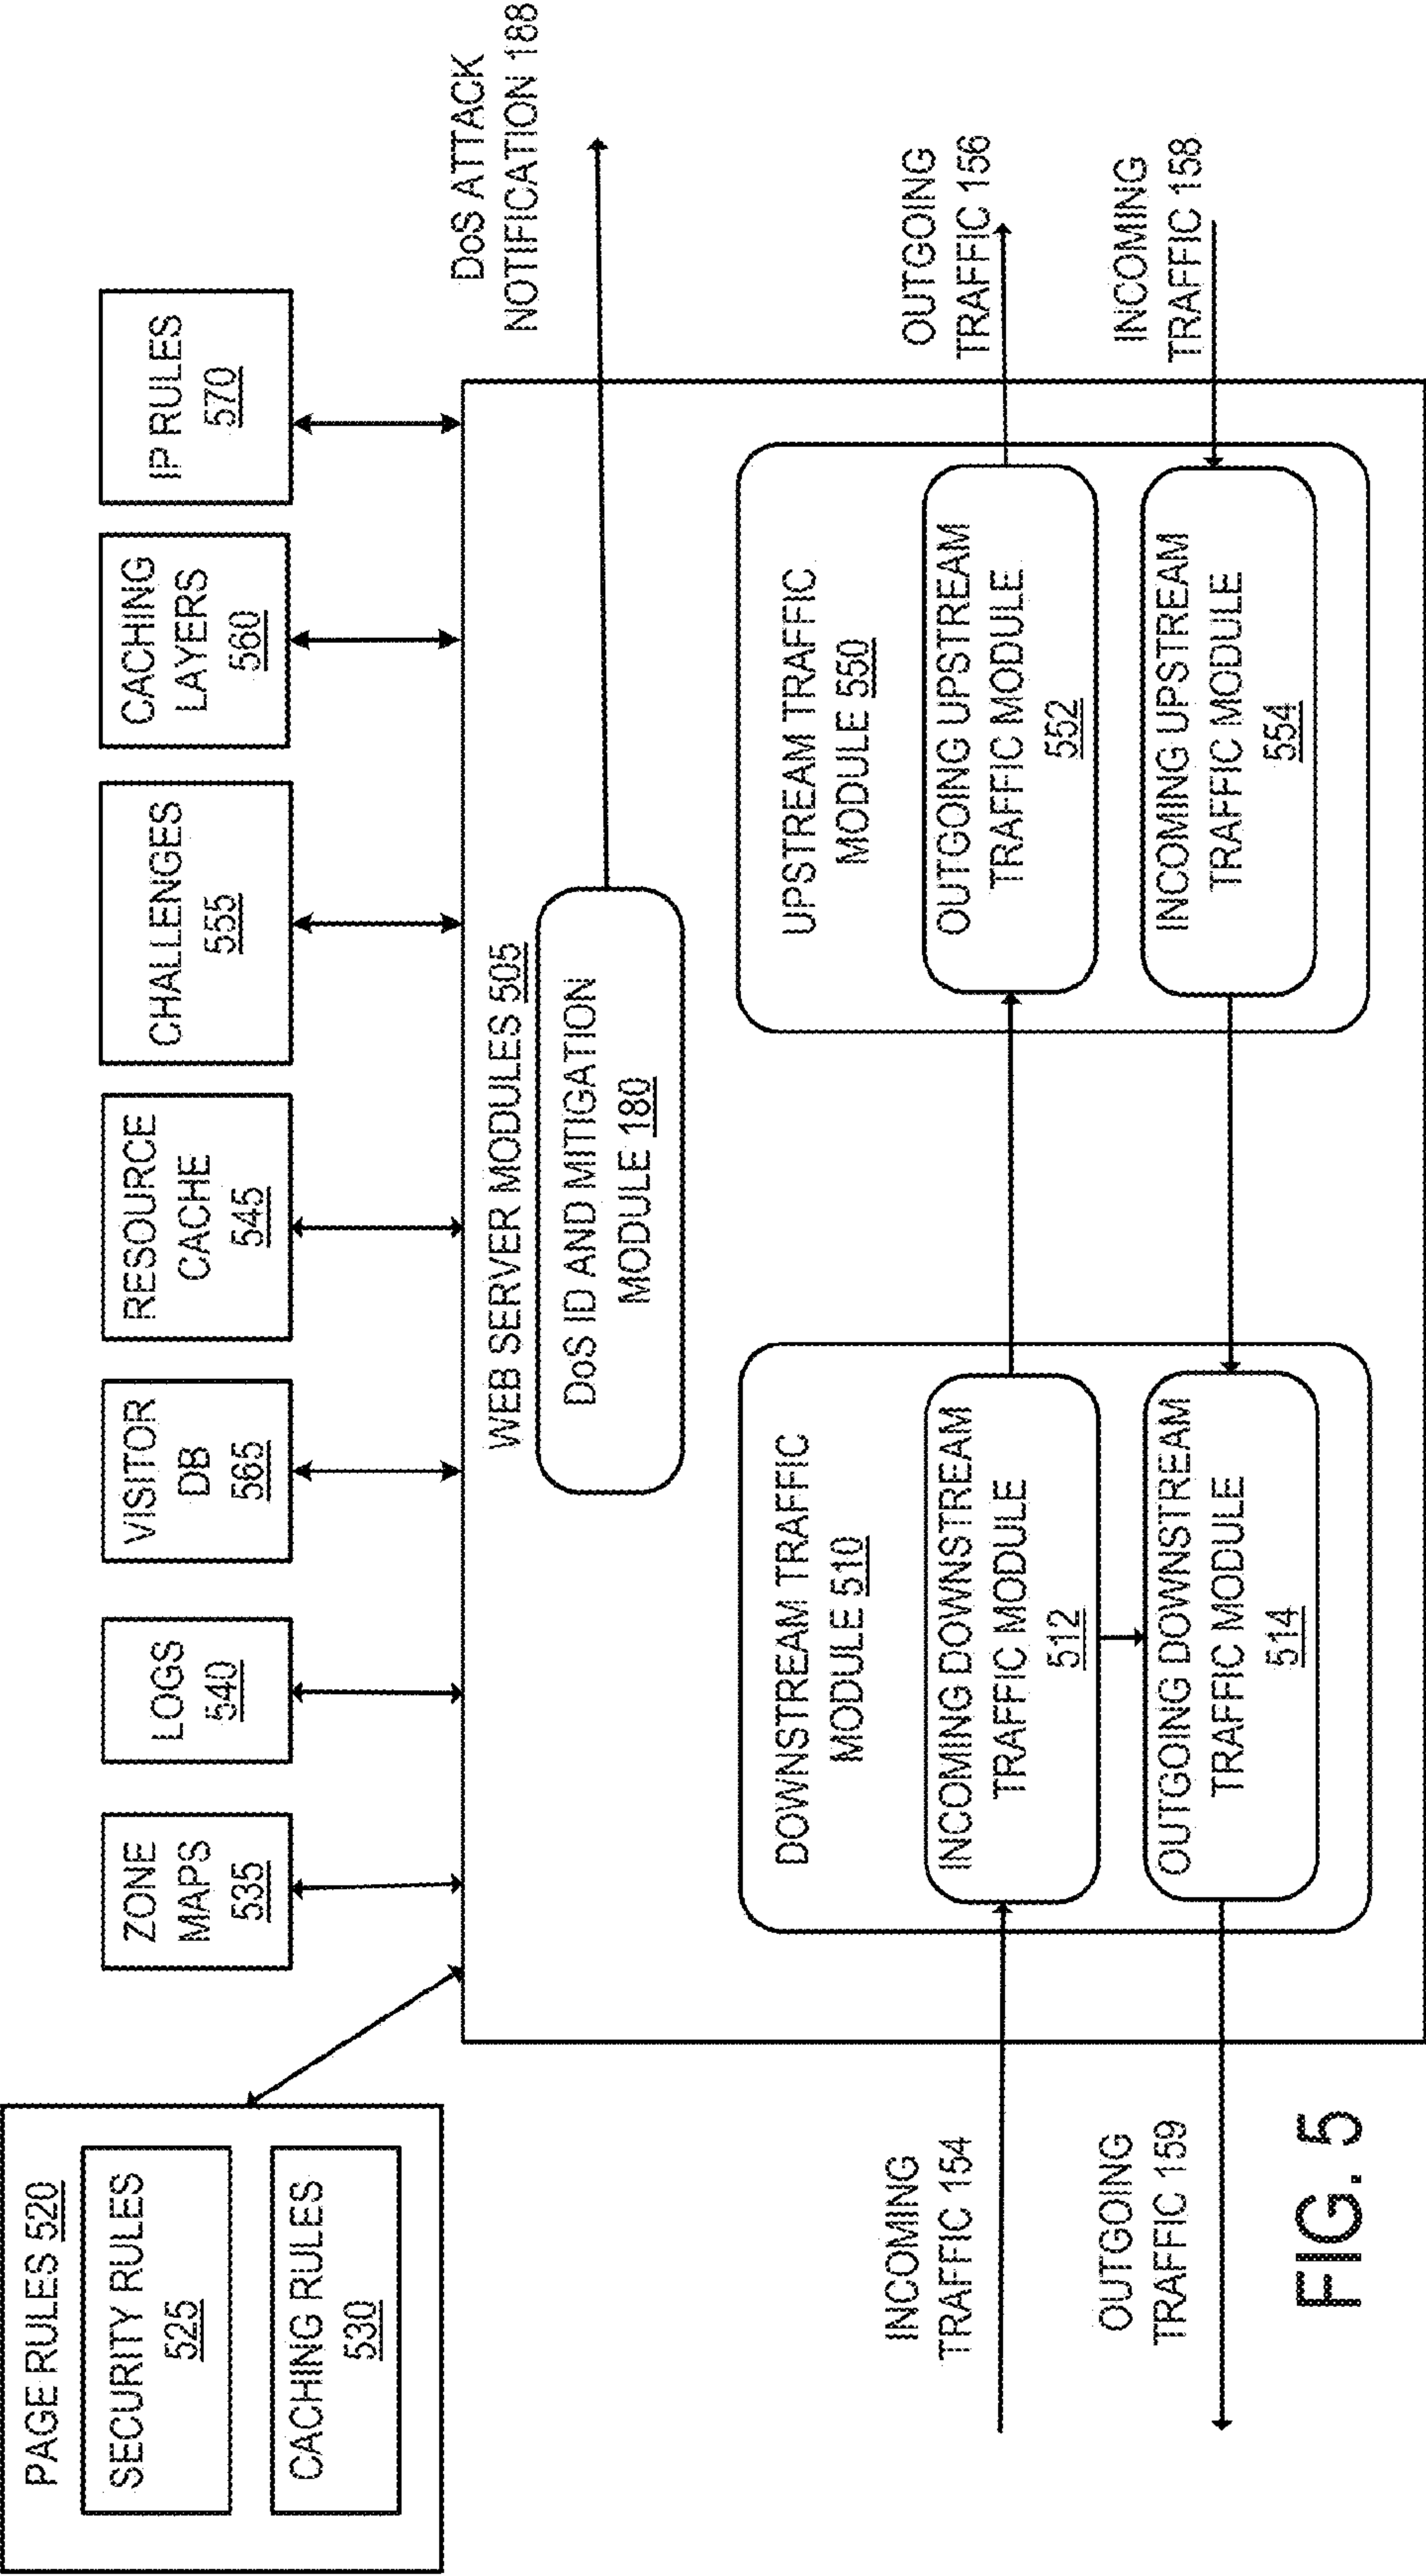 PAGE RULES 520
SECURITY RULES
525
CACHING RULES
530
ZONE
MAPS
535
LOGS
540
VISITOR
DB
565
RESOURCE
CACHE
545
CHALLENGES
555
CACHING
LAYERS
560
IP RULES
570
DoS ATTACK
NOTIFICATION 188
WEB SERVER MODULES 505
DoS ID AND MITIGATION
MODULE 180
DOWNSTREAM TRAFFIC
MODULE 510
INCOMING DOWNSTREAM
TRAFFIC MODULE
512
OUTGOING DOWNSTREAM
TRAFFIC MODULE
514
UPSTREAM TRAFFIC
MODULE 550
OUTGOING UPSTREAM
TRAFFIC MODULE
552
INCOMING UPSTREAM
TRAFFIC MODULE
554
INCOMING
TRAFFIC 154
OUTGOING
TRAFFIC 159
OUTGOING
TRAFFIC 156
INCOMING
TRAFFIC 158
FIG. 5